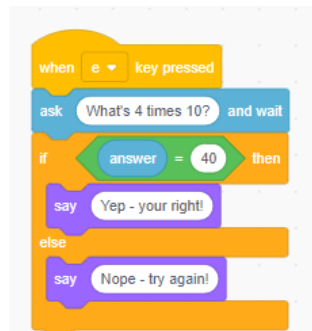 when e key pressed
ask What's 4 times 10? and wait
if answer = 40 then
say Yep - your right!
else
say Nope - try again!